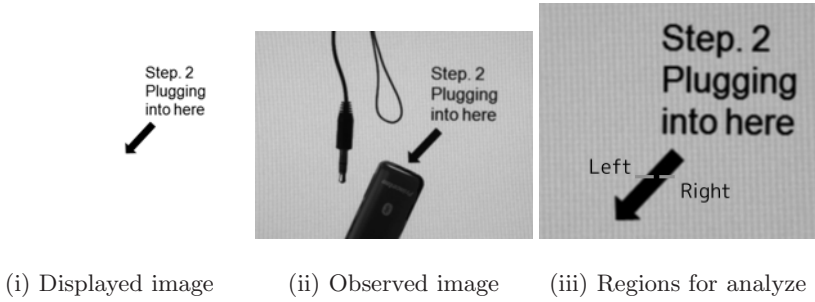 Step. 2
Plugging
into here
Step. 2
Plugging
into here
Step. 2
Plugging
into here
Left
Right
(i) Displayed image
(ii) Observed image
(iii) Regions for analyze